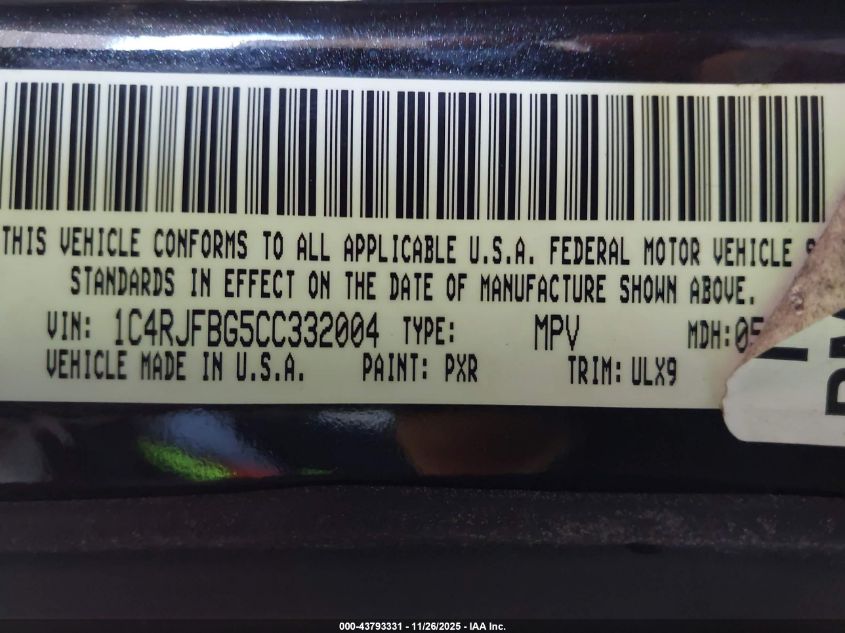 THIS VEHICLE CONFORMS TO ALL APPLICABLE U.S.A. FEDERAL MOTOR VEHICLE
STANDARDS IN EFFECT ON THE DATE OF MANUFACTURE SHOWN ABOVE.
VIN: 1C4RJFBG5CC332004 TYPE: MPV MDH: 05
VEHICLE MADE IN U.S.A. PAINT: PXR TRIM: ULX9
000-43793331 - 11/26/2025 - IAA Inc.